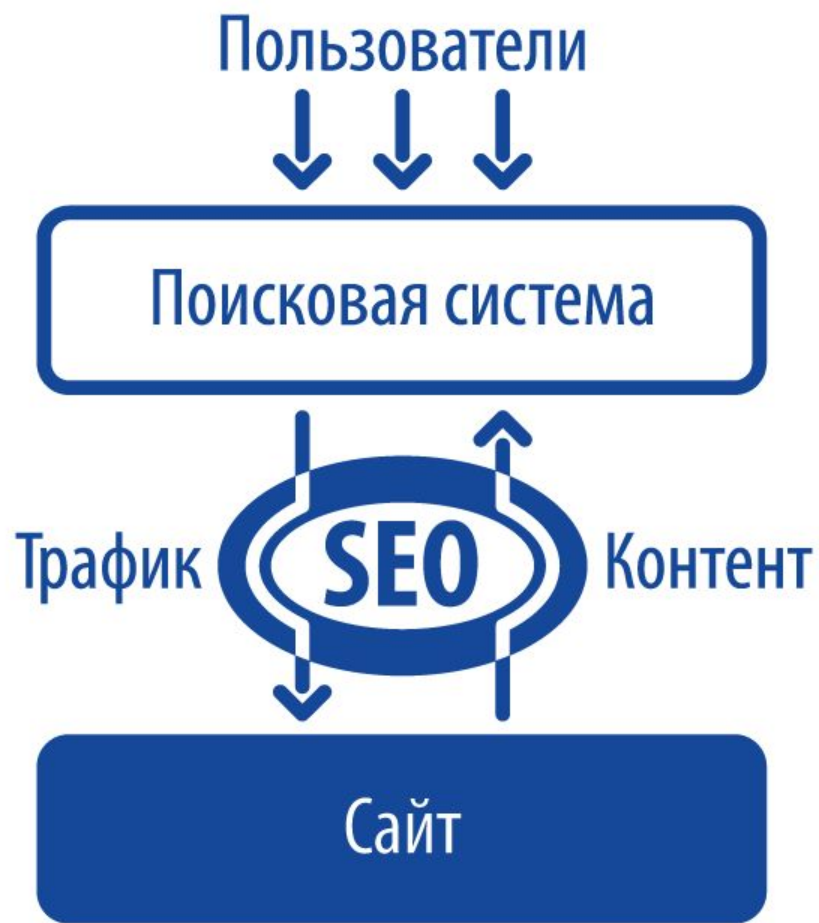 Пользователи
Поисковая система
Трафик
SEO
Контент
Сайт